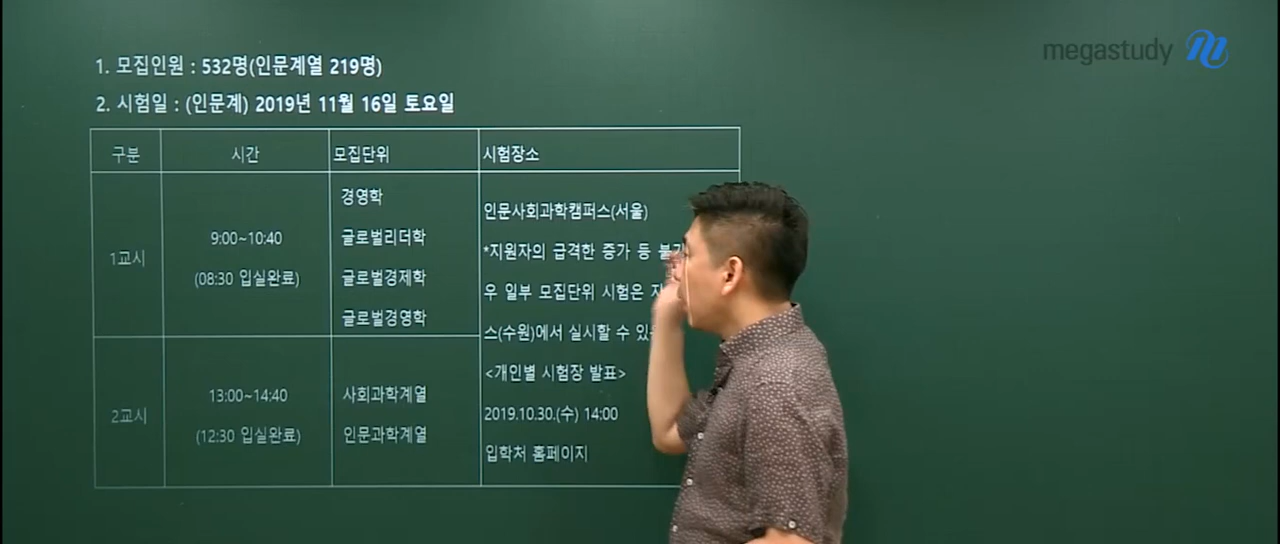 megastudy
1. 모집인원 : 532명(인문계열 219명)
2. 시험일 : (인문계) 2019년 11월 16일 토요일
구분 시간 모집단위 시험장소
1교시
9:00~10:40
(08:30 입실완료)
경영학
글로벌리더학
글로벌경제학
글로벌경영학
인문사회과학캠퍼스(서울)
*지원자의 급격한 증가 등
우 일부 모집단위 시험은
스(수원)에서 실시할 수
<개인별 시험장 발표>
2019.10.30.(수) 14:00
입학처 홈페이지
2교시
13:00~14:40
(12:30 입실완료)
사회과학계열
인문과학계열